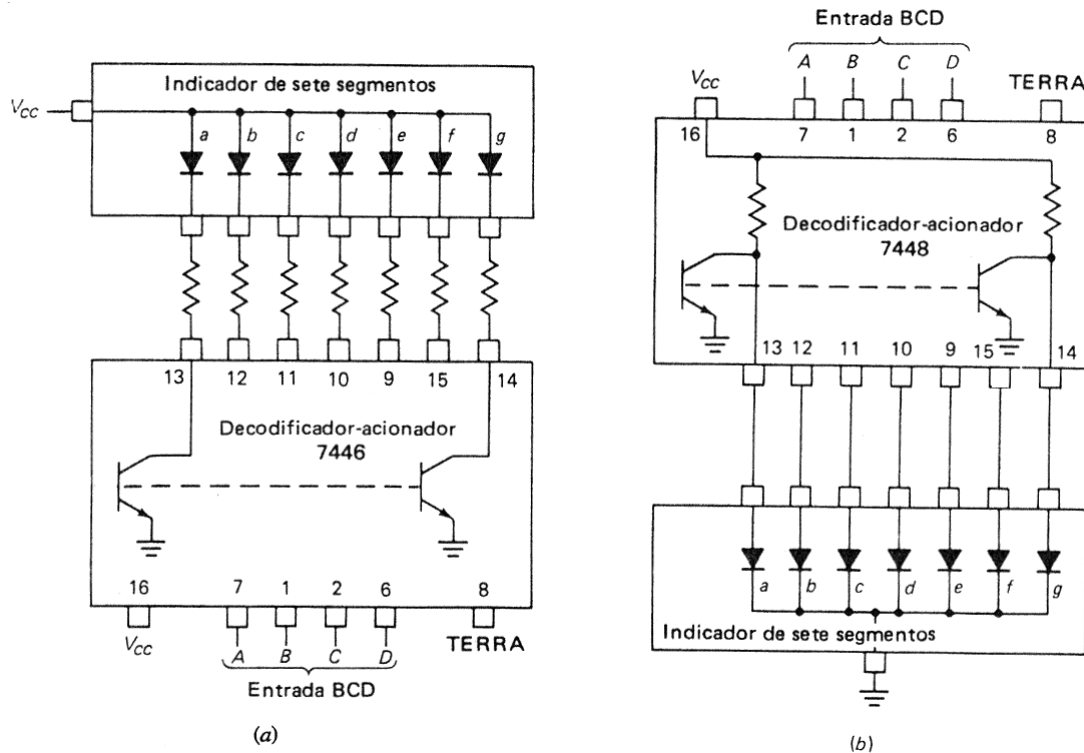 Indicador de sete segmentos
VCC
a b c d e f g
13 12 11 10 9 15 14
Decodificador-acionador
7446
16 7 1 2 6 8
VCC A B C D TERRA
Entrada BCD
(a)
Entrada BCD
A B C D
VCC TERRA
16 7 1 2 6 8
Decodificador-acionador
7448
13 12 11 10 9 15 14
a b c d e f g
Indicador de sete segmentos
(b)